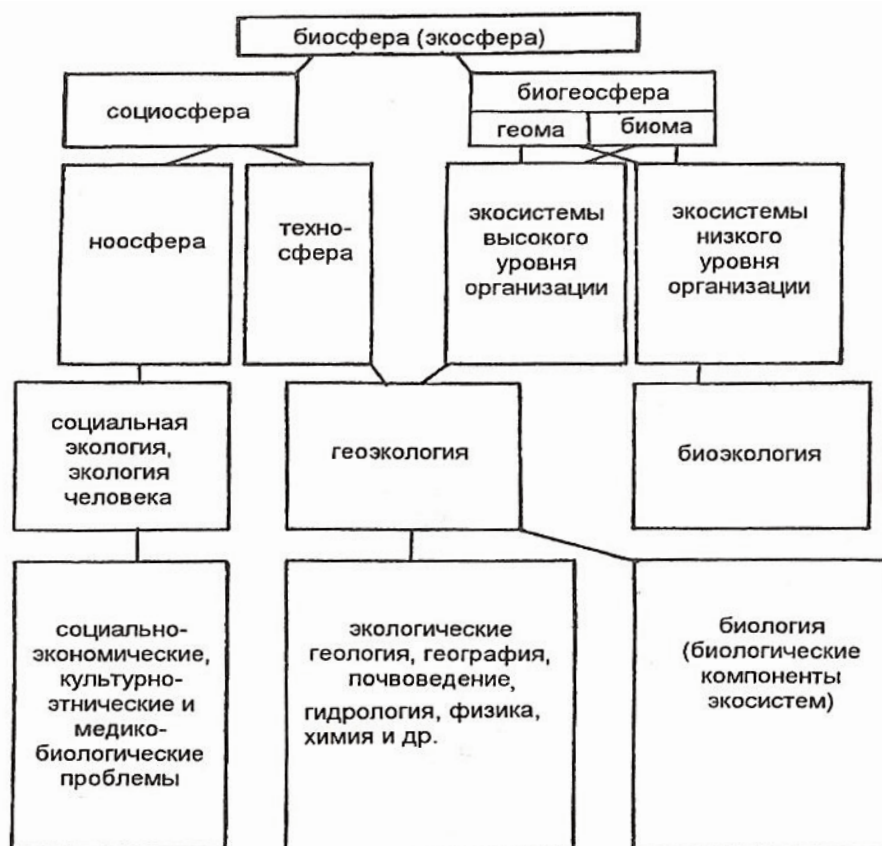 биосфера (экосфера)
социосфера
биогеосфера
геома
биома
ноосфера
техно-
сфера
экосистемы
высокого
уровня
организации
экосистемы
низкого
уровня
организации
социальная
экология,
экология
человека
геоэкология
биоэкология
социально-
экономические,
культурно-
этнические и
медико-
биологические
проблемы
экологические
геология, география,
почвоведение,
гидрология, физика,
химия и др.
биология
(биологические
компоненты
экосистем)